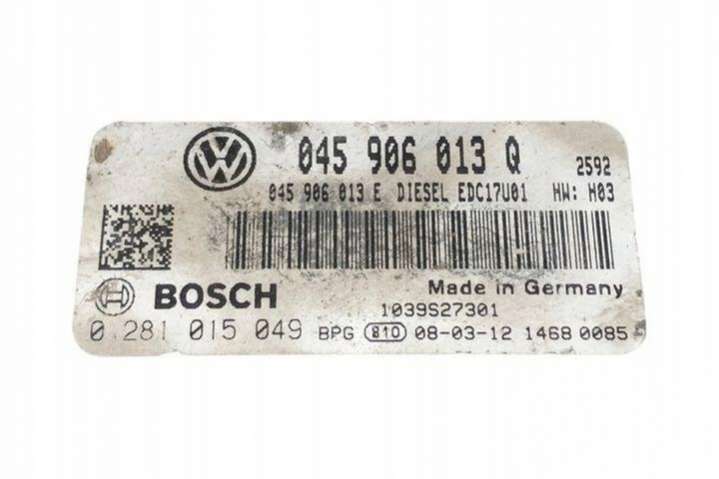 045 906 013 Q 2592
045 906 013 E DIESEL EDC17U01 HW: H03
BOSCH Made in Germany
1039S27301
0 281 015 049 BPG 810 08-03-12 1468 0085